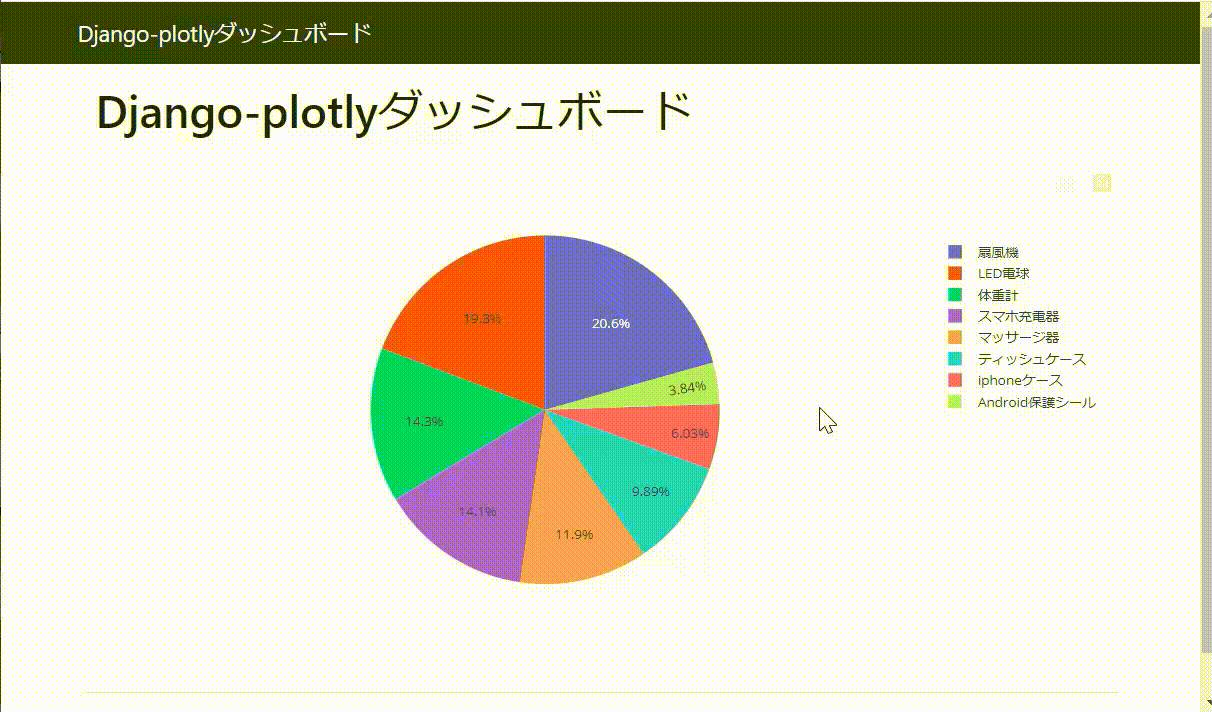 Django-plotlyダッシュボード
Django-plotlyダッシュボード
扇風機
LED電球
体重計
スマホ充電器
マッサージ器
ティッシュケース
iphoneケース
Android保護シール
19.3%
20.6%
3.84%
6.03%
14.3%
9.89%
14.1%
11.9%